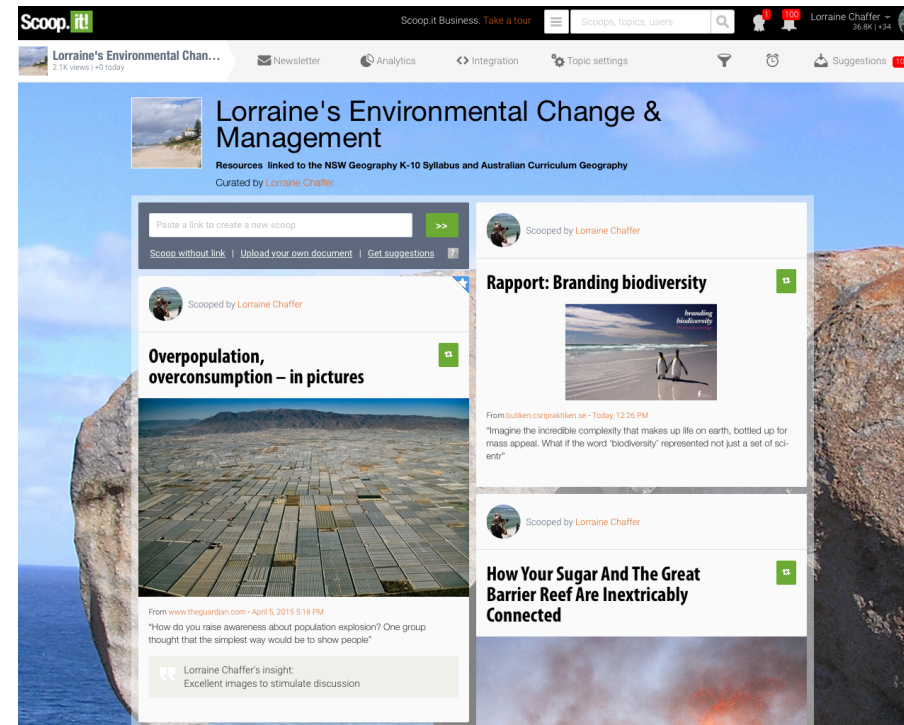 Scoop.it!
Scoop.it Business. Take a tour
Scoops, topics, users
1
100
Lorraine Chaffer
36.8K | +34
Lorraine's Environmental Chan...
2.1K views | +0 today
Newsletter
Analytics
Integration
Topic settings
Suggestions
Lorraine's Environmental Change &
Management
Resources linked to the NSW Geography K-10 Syllabus and Australian Curriculum Geography
Curated by Lorraine Chaffer
Paste a link to create a new scoop
>>
Scoop without link | Upload your own document | Get suggestions ?
Scooped by Lorraine Chaffer
Overpopulation,
overconsumption – in pictures
From www.theguardian.com - April 5, 2015 5:18 PM
"How do you raise awareness about population explosion? One group
thought that the simplest way would be to show people"
Lorraine Chaffer's insight:
Excellent images to stimulate discussion
Scooped by Lorraine Chaffer
Rapport: Branding biodiversity
branding
biodiversity
From butiken.csripraktiken.se - Today, 12:26 PM
"Imagine the incredible complexity that makes up life on earth, bottled up for
mass appeal. What if the word 'biodiversity' represented not just a set of sci-
entr"
Scooped by Lorraine Chaffer
How Your Sugar And The Great
Barrier Reef Are Inextricably
Connected